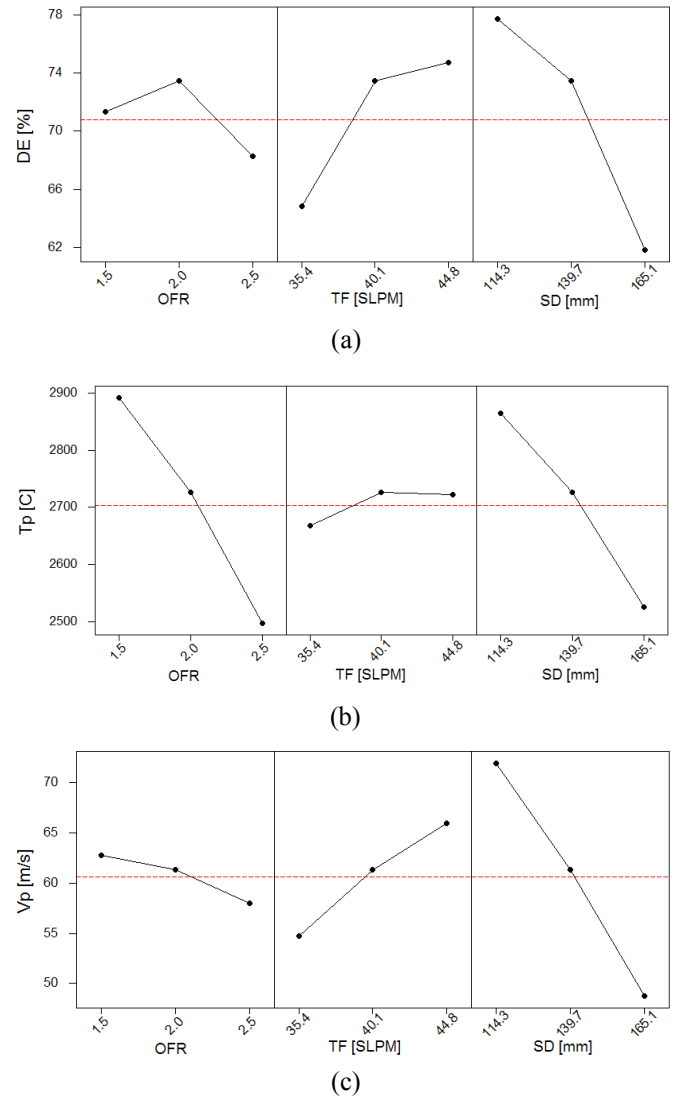 78
74
70
66
62
DE [%]
1.5 2.0 2.5 35.4 40.1 44.8 114.3 139.7 165.1
OFR TF [SLPM] SD [mm]
(a)
2900
2800
2700
2600
2500
Tp [C]
1.5 2.0 2.5 35.4 40.1 44.8 114.3 139.7 165.1
OFR TF [SLPM] SD [mm]
(b)
70
65
60
55
50
Vp [m/s]
1.5 2.0 2.5 35.4 40.1 44.8 114.3 139.7 165.1
OFR TF [SLPM] SD [mm]
(c)